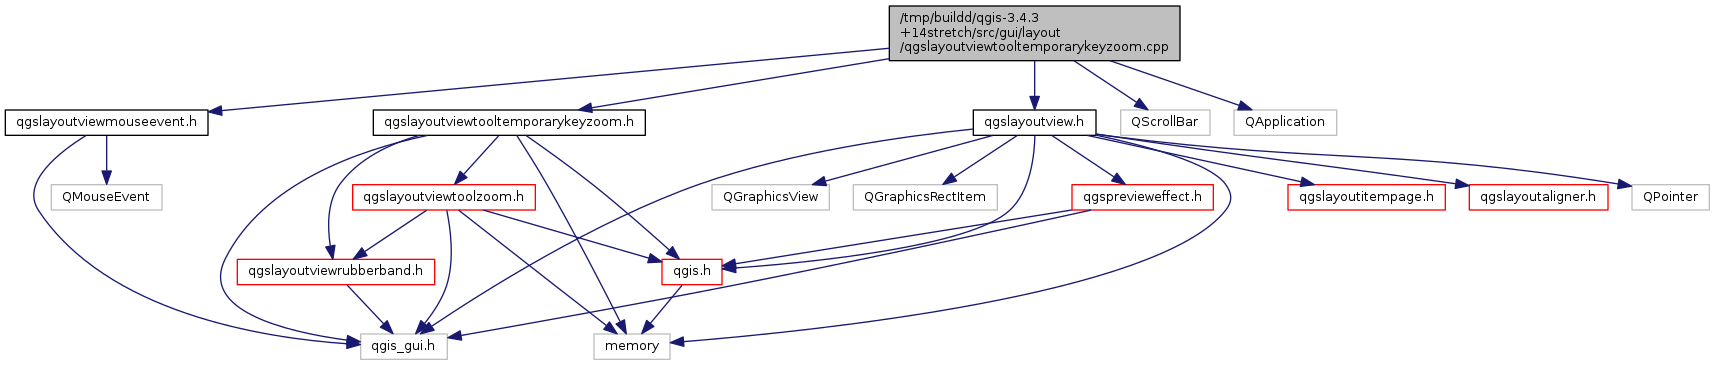 /tmp/buildd/qgis-3.4.3
+14stretch/src/gui/layout
/qgslayoutviewtooltemporarykeyzoom.cpp
qgslayoutviewmouseevent.h
qgslayoutviewtooltemporarykeyzoom.h
qgslayoutview.h
QScrollBar
QApplication
QMouseEvent
qgslayoutviewtoolzoom.h
QGraphicsView
QGraphicsRectItem
qgsprevieweffect.h
qgslayoutitempage.h
qgslayoutaligner.h
QPointer
qgslayoutviewrubberband.h
qgis.h
qgis_gui.h
memory